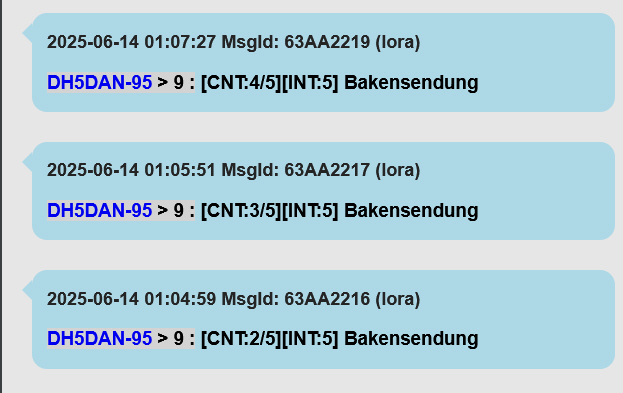 2025-06-14 01:07:27 MsgId: 63AA2219 (lora)
DH5DAN-95 > 9 : [CNT:4/5][INT:5] Bakensendung
2025-06-14 01:05:51 MsgId: 63AA2217 (lora)
DH5DAN-95 > 9 : [CNT:3/5][INT:5] Bakensendung
2025-06-14 01:04:59 MsgId: 63AA2216 (lora)
DH5DAN-95 > 9 : [CNT:2/5][INT:5] Bakensendung